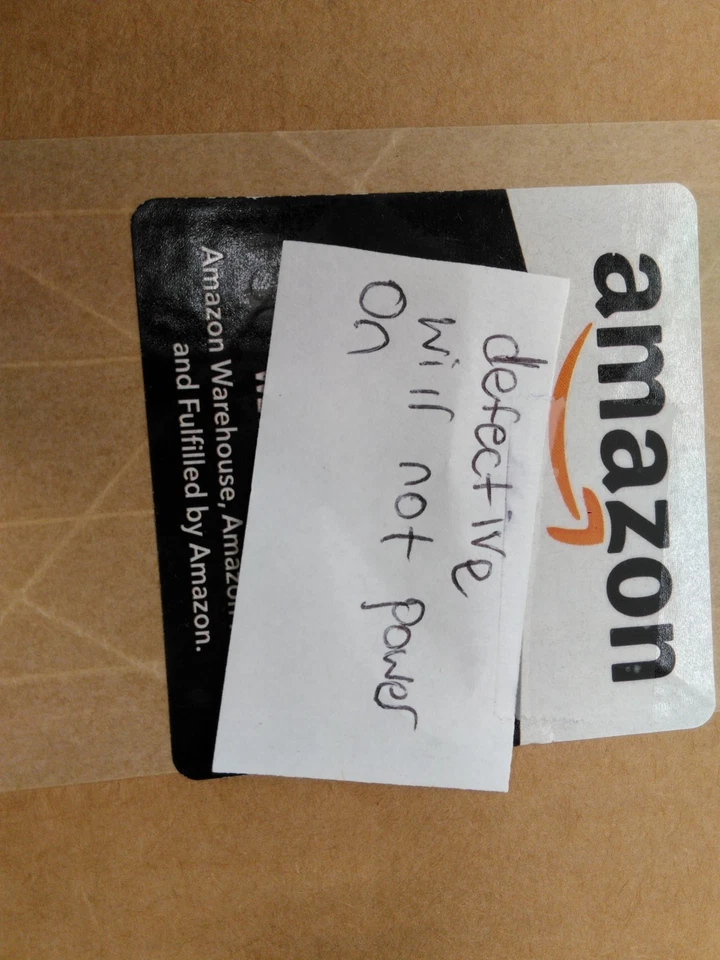 amazon
defective
will not power
On
Amazon Warehouse, Amazon
and Fulfilled by Amazon.